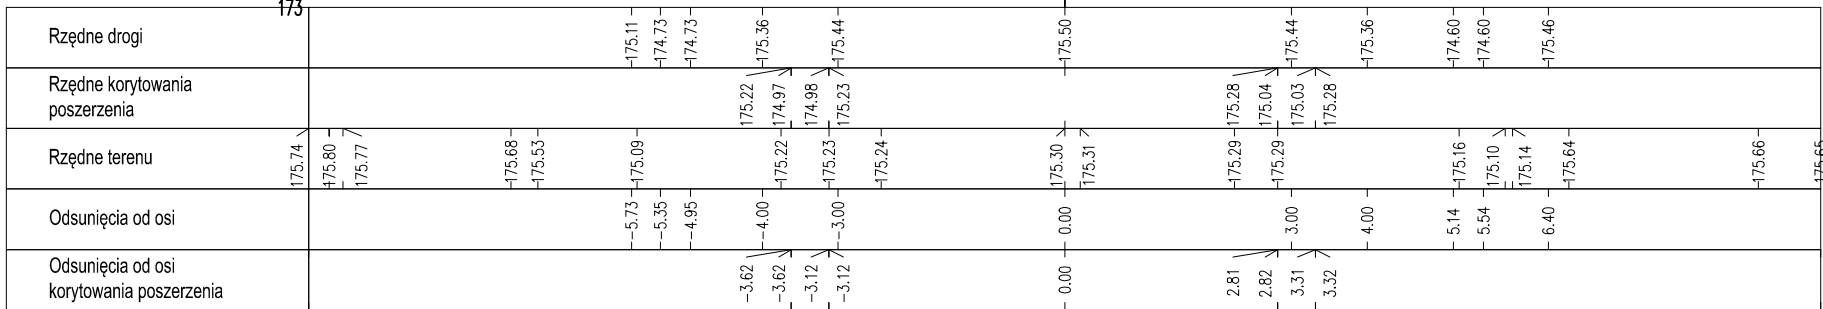 173
Rzędne drogi
175.11 174.73 174.73 175.36 175.44 175.50 175.44 175.36 174.60 174.60 175.46
Rzędne korytowania
poszerzenia
175.22 174.97 174.98 175.23 175.28 175.04 175.03 175.28
Rzędne terenu
175.74 175.80 175.77 175.68 175.53 175.09 175.22 175.23 175.24 175.30 175.31 175.29 175.29 175.16 175.10 175.14 175.64 175.66 175.65
Odsunięcia od osi
-5.73 -5.35 -4.95 -4.00 -3.00 0.00 3.00 4.00 5.14 5.54 6.40
Odsunięcia od osi
korytowania poszerzenia
-3.62 -3.62 -3.12 -3.12 0.00 2.81 2.82 3.31 3.32